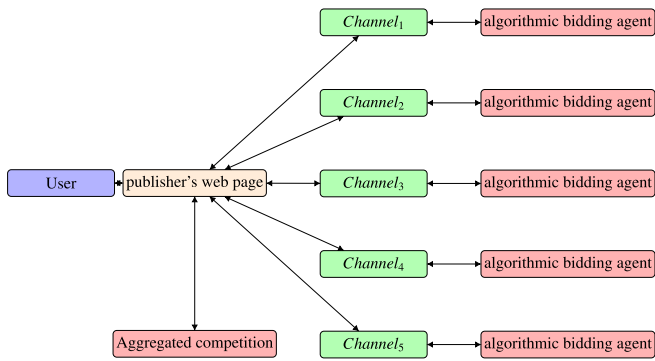 Channel₁ algorithmic bidding agent
Channel₂ algorithmic bidding agent
User publisher's web page Channel₃ algorithmic bidding agent
Channel₄ algorithmic bidding agent
Aggregated competition Channel₅ algorithmic bidding agent